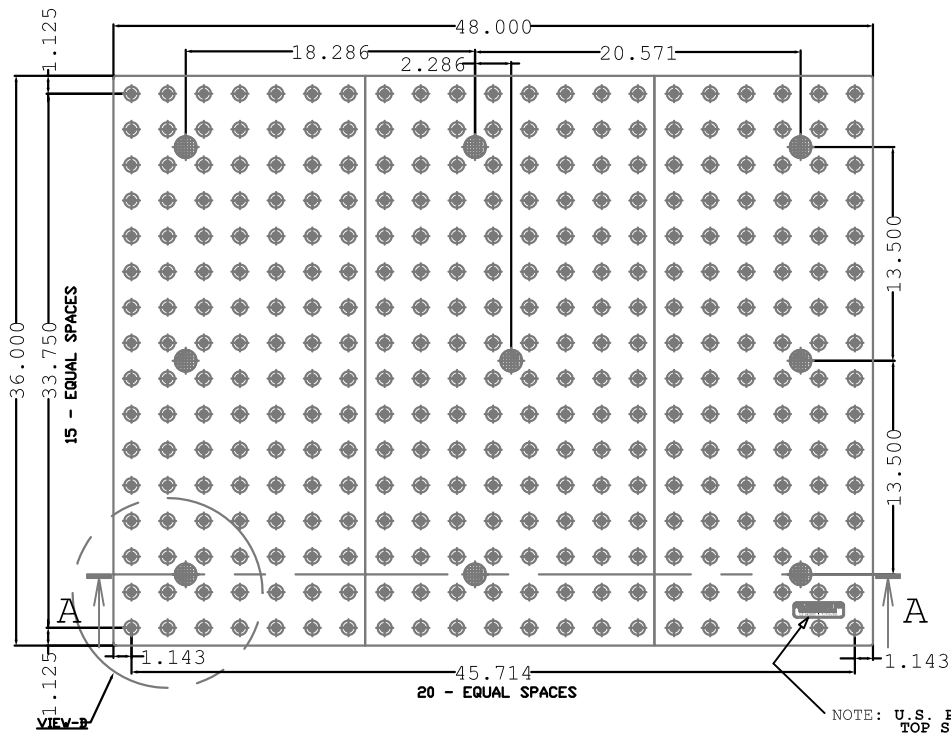 48.000
1.125
18.286
20.571
2.286
13.500
36.000
33.750
15 - EQUAL SPACES
13.500
A
A
1.143
45.714
1.143
1.125
20 - EQUAL SPACES
VIEW-B
NOTE: U.S. P
TOP S